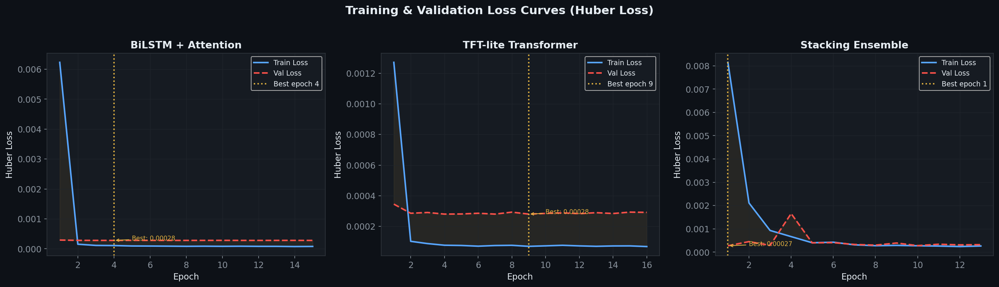 Training & Validation Loss Curves (Huber Loss)
BiLSTM + Attention
Huber Loss
0.006
0.005
0.004
0.003
0.002
0.001
0.000
Train Loss
Val Loss
Best epoch 4
Best: 0.00028
2 4 6 8 10 12 14
Epoch
TFT-lite Transformer
Huber Loss
0.0012
0.0010
0.0008
0.0006
0.0004
0.0002
Train Loss
Val Loss
Best epoch 9
Best: 0.00028
2 4 6 8 10 12 14 16
Epoch
Stacking Ensemble
Huber Loss
0.008
0.007
0.006
0.005
0.004
0.003
0.002
0.001
0.000
Train Loss
Val Loss
Best epoch 1
Best: 0.00027
2 4 6 8 10 12
Epoch